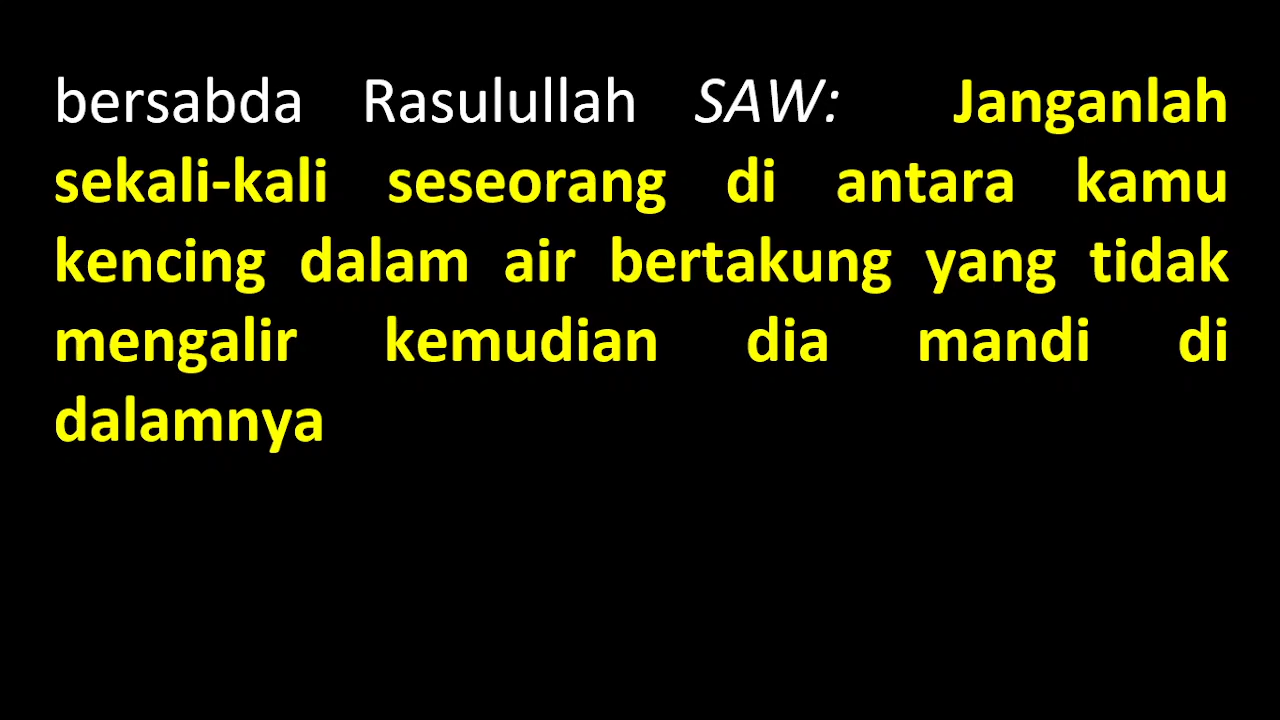 bersabda Rasulullah SAW: Janganlah
sekali-kali seseorang di antara kamu
kencing dalam air bertakung yang tidak
mengalir kemudian dia mandi di
dalamnya